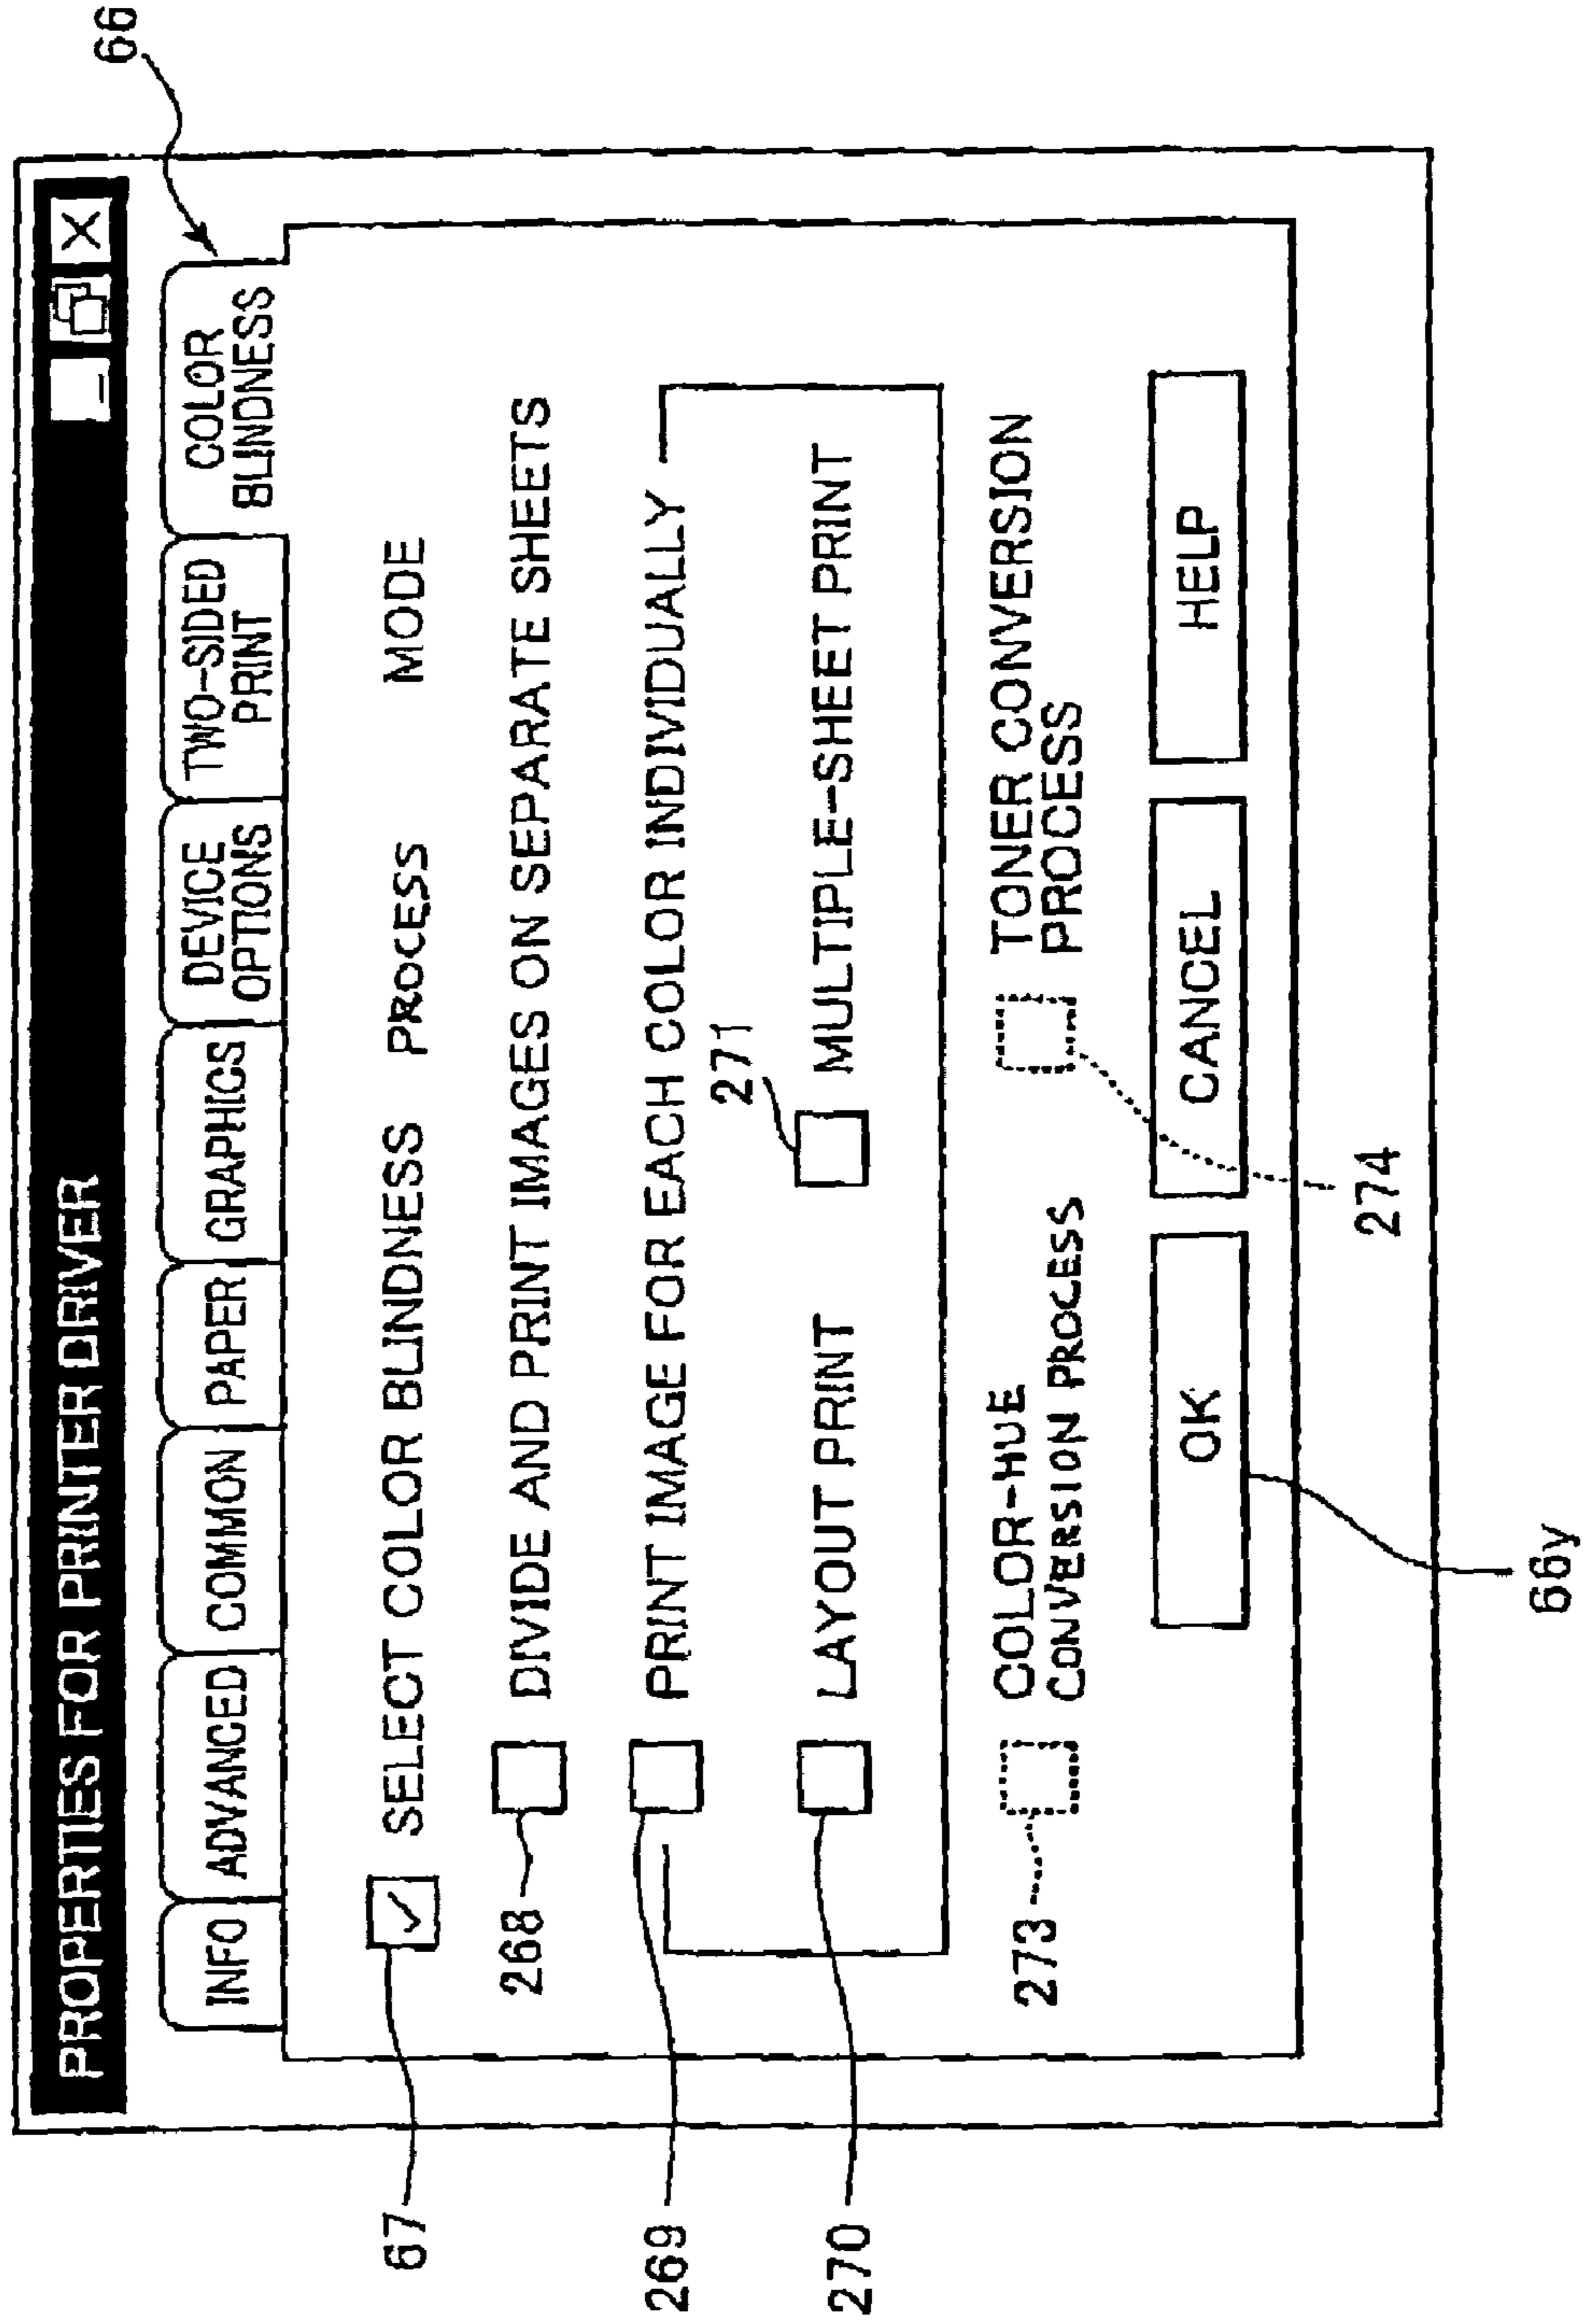 66
PROPERTIES FOR PRINTER DRIVER
INFO
ADVANCED
COMMON
PAPER
GRAPHICS
DEVICE
OPTIONS
TWO-SIDED
PRINT
COLOR
BLINDNESS
67
SELECT COLOR BLINDNESS PROCESS MODE
268
DIVIDE AND PRINT IMAGES ON SEPARATE SHEETS
269
PRINT IMAGE FOR EACH COLOR INDIVIDUALLY
271
270
LAYOUT PRINT
MULTIPLE-SHEET PRINT
273
COLOR-HUE
CONVERSION PROCESS
TONER CONVERSION
PROCESS
OK
CANCEL
HELP
274
66y